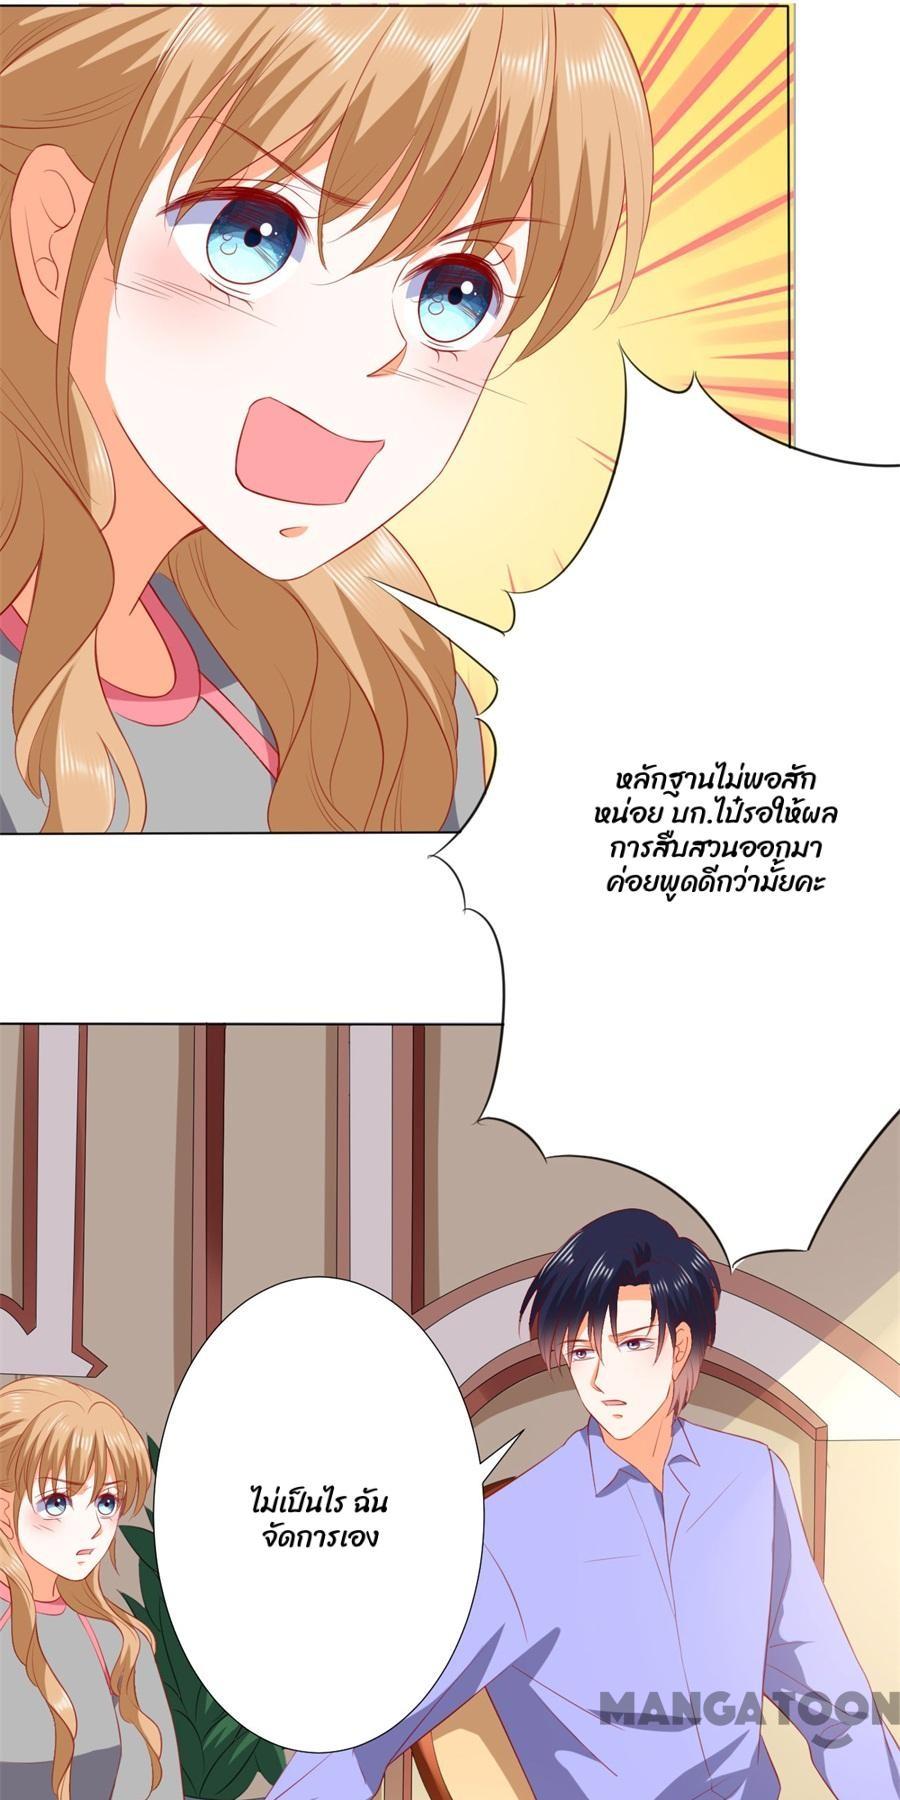 หลักฐานไม่พอสัก
หน่อย บก.ไป๋รอให้ผล
การสืบสวนออกมา
ค่อยพูดดีกว่ามั้ยคะ
ไม่เป็นไร ฉัน
จัดการเอง
MANGATOON